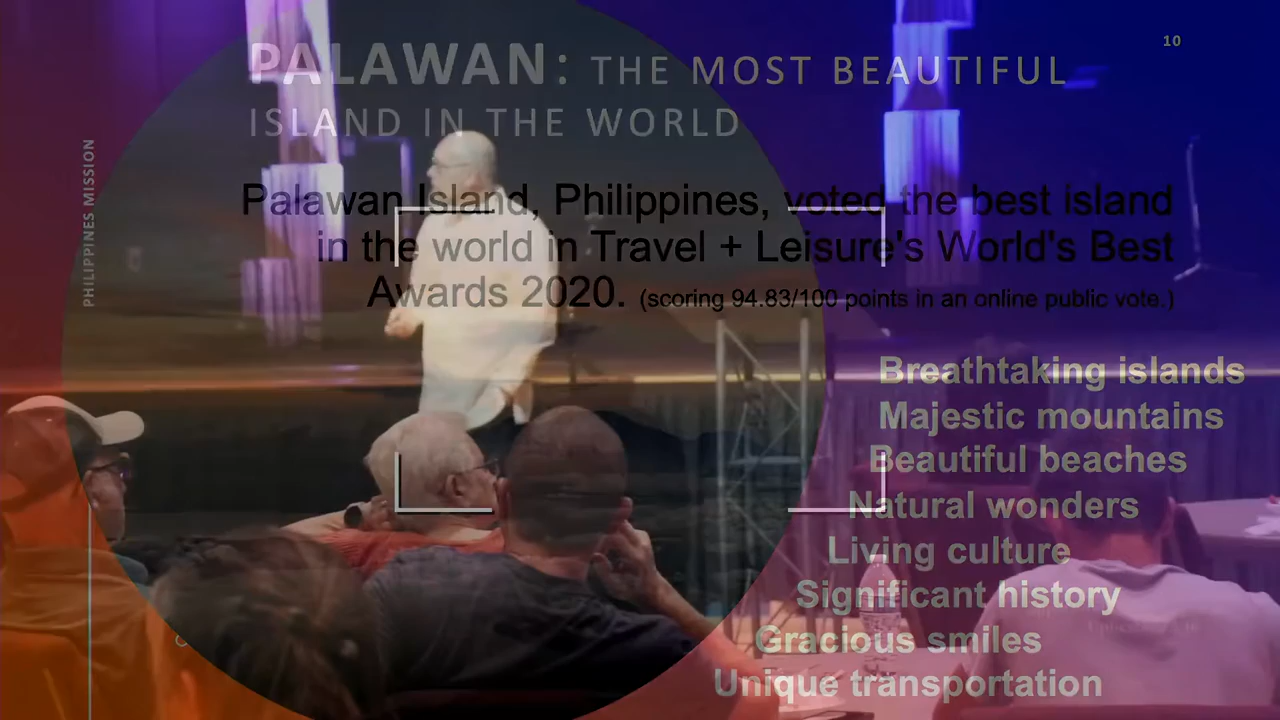 10
PALAWAN: THE MOST BEAUTIFUL
ISLAND IN THE WORLD
PHILIPPINES MISSION
Palawan Island, Philippines, voted the best island
in the world in Travel + Leisure's World's Best
Awards 2020. (scoring 94.83/100 points in an online public vote.)
Breathtaking islands
Majestic mountains
Beautiful beaches
Natural wonders
Living culture
Significant history
Gracious smiles
Unique transportation